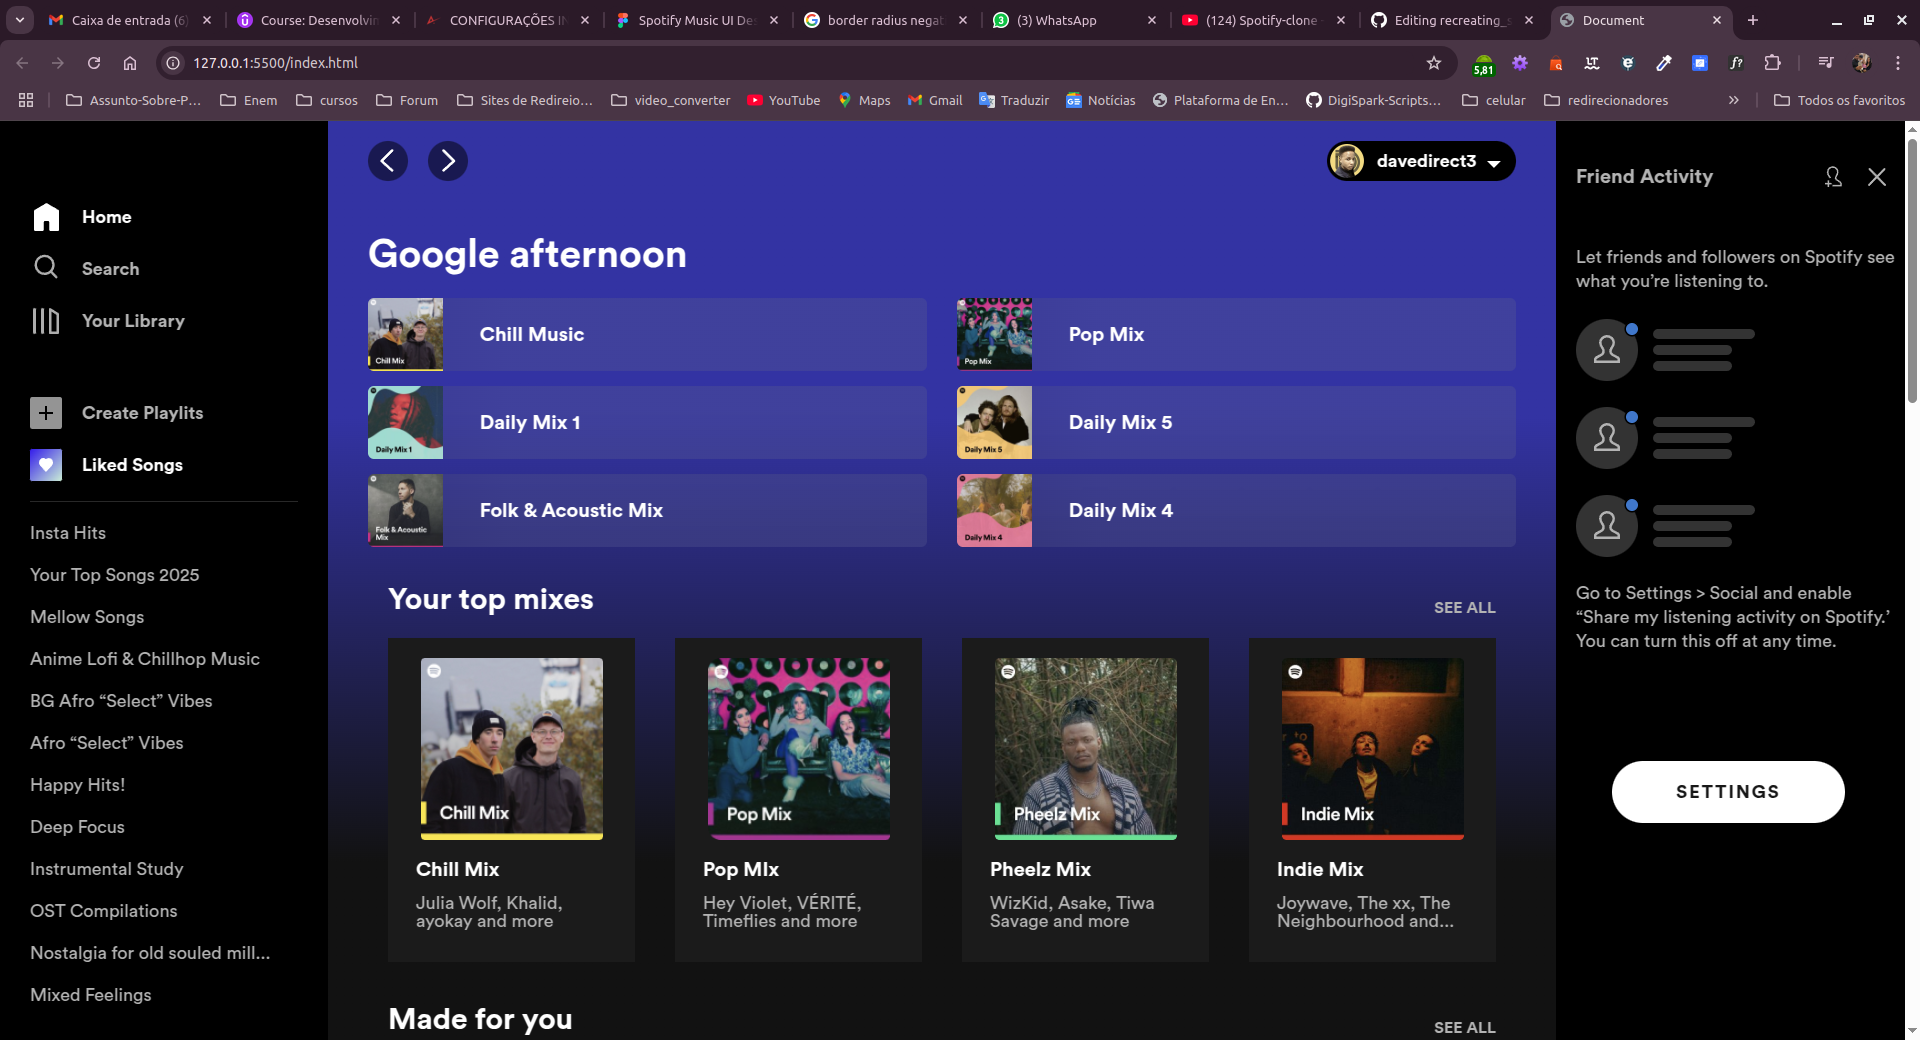 Caixa de entrada (6)
Course: Desenvolvin
CONFIGURAÇÕES IN
Spotify Music UI De
border radius negat
(3) WhatsApp
(124) Spotify-clone
Editing recreating_s
Document
127.0.0.1:5500/index.html
5,81
Assunto-Sobre-P...
Enem
cursos
Forum
Sites de Redireio...
video_converter
YouTube
Maps
Gmail
Traduzir
Notícias
Plataforma de En...
DigiSpark-Scripts...
celular
redirecionadores
Todos os favoritos
Home
Search
Your Library
Create Playlits
Liked Songs
Insta Hits
Your Top Songs 2025
Mellow Songs
Anime Lofi & Chillhop Music
BG Afro “Select” Vibes
Afro “Select” Vibes
Happy Hits!
Deep Focus
Instrumental Study
OST Compilations
Nostalgia for old souled mill...
Mixed Feelings
davedirect3
Google afternoon
Chill Mix
Chill Music
Pop Mix
Pop Mix
Daily Mix 1
Daily Mix 1
Daily Mix 5
Daily Mix 5
Folk & Acoustic
Mix
Folk & Acoustic Mix
Daily Mix 4
Daily Mix 4
Your top mixes
SEE ALL
Chill Mix
Pop Mix
Pheelz Mix
Indie Mix
Chill Mix
Julia Wolf, Khalid,
ayokay and more
Pop MIx
Hey Violet, VÉRITÉ,
Timeflies and more
Pheelz Mix
WizKid, Asake, Tiwa
Savage and more
Indie Mix
Joywave, The xx, The
Neighbourhood and...
Made for you
SEE ALL
Friend Activity
Let friends and followers on Spotify see
what you’re listening to.
Go to Settings > Social and enable
“Share my listening activity on Spotify.’
You can turn this off at any time.
SETTINGS